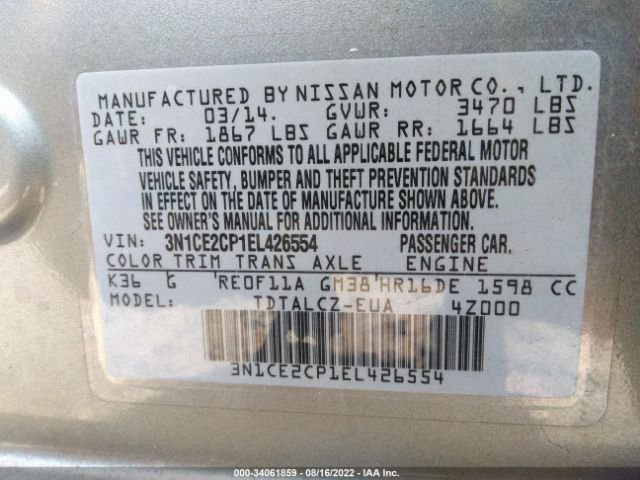 MANUFACTURED BY NISSAN MOTOR CO., LTD.
DATE: 03/14. GVWR: 3470 LBS
GAWR FR: 1867 LBS GAWR RR: 1664 LBS
THIS VEHICLE CONFORMS TO ALL APPLICABLE FEDERAL MOTOR
VEHICLE SAFETY, BUMPER AND THEFT PREVENTION STANDARDS
IN EFFECT ON THE DATE OF MANUFACTURE SHOWN ABOVE.
SEE OWNER'S MANUAL FOR ADDITIONAL INFORMATION.
VIN: 3N1CE2CP1EL426554 PASSENGER CAR.
COLOR TRIM TRANS AXLE ENGINE
K36 G RE0F11A GM38 HR16DE 1598 CC
MODEL: TDTALCZ-EUA 4Z000
3N1CE2CP1EL426554
000-34061859 - 08/16/2022 - IAA Inc.